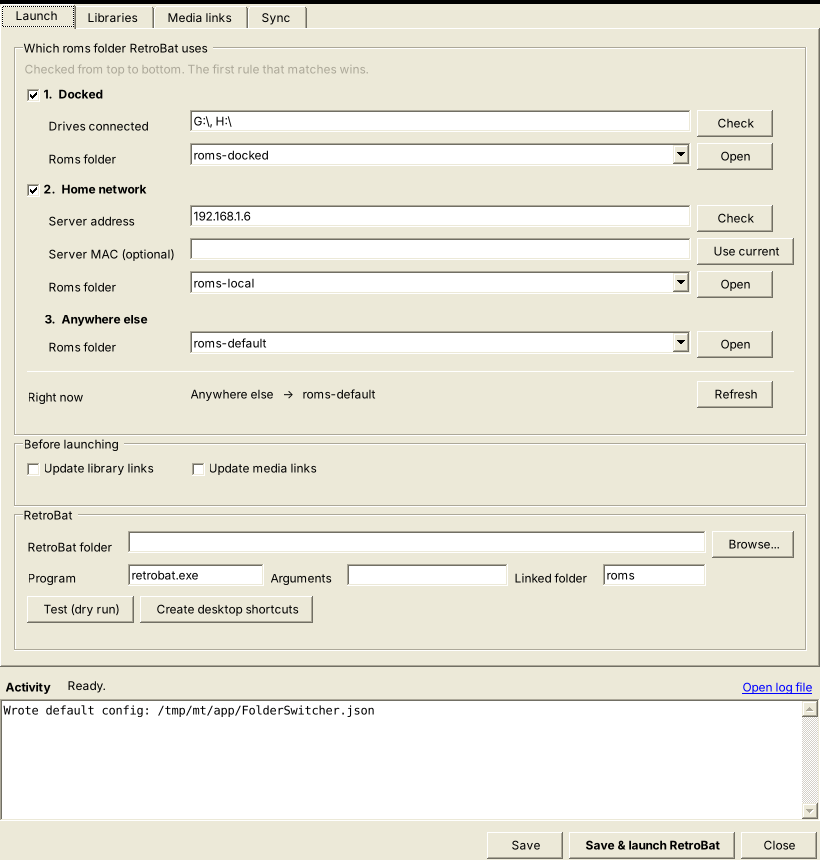 Launch Libraries Media links Sync
Which roms folder RetroBat uses
Checked from top to bottom. The first rule that matches wins.
1. Docked
Drives connected G:\, H:\ Check
Roms folder roms-docked Open
2. Home network
Server address 192.168.1.6 Check
Server MAC (optional) Use current
Roms folder roms-local Open
3. Anywhere else
Roms folder roms-default Open
Right now Anywhere else → roms-default Refresh
Before launching
Update library links Update media links
RetroBat
RetroBat folder Browse...
Program retrobat.exe Arguments Linked folder roms
Test (dry run) Create desktop shortcuts
Activity Ready. Open log file
Wrote default config: /tmp/mt/app/FolderSwitcher.json
Save Save & launch RetroBat Close